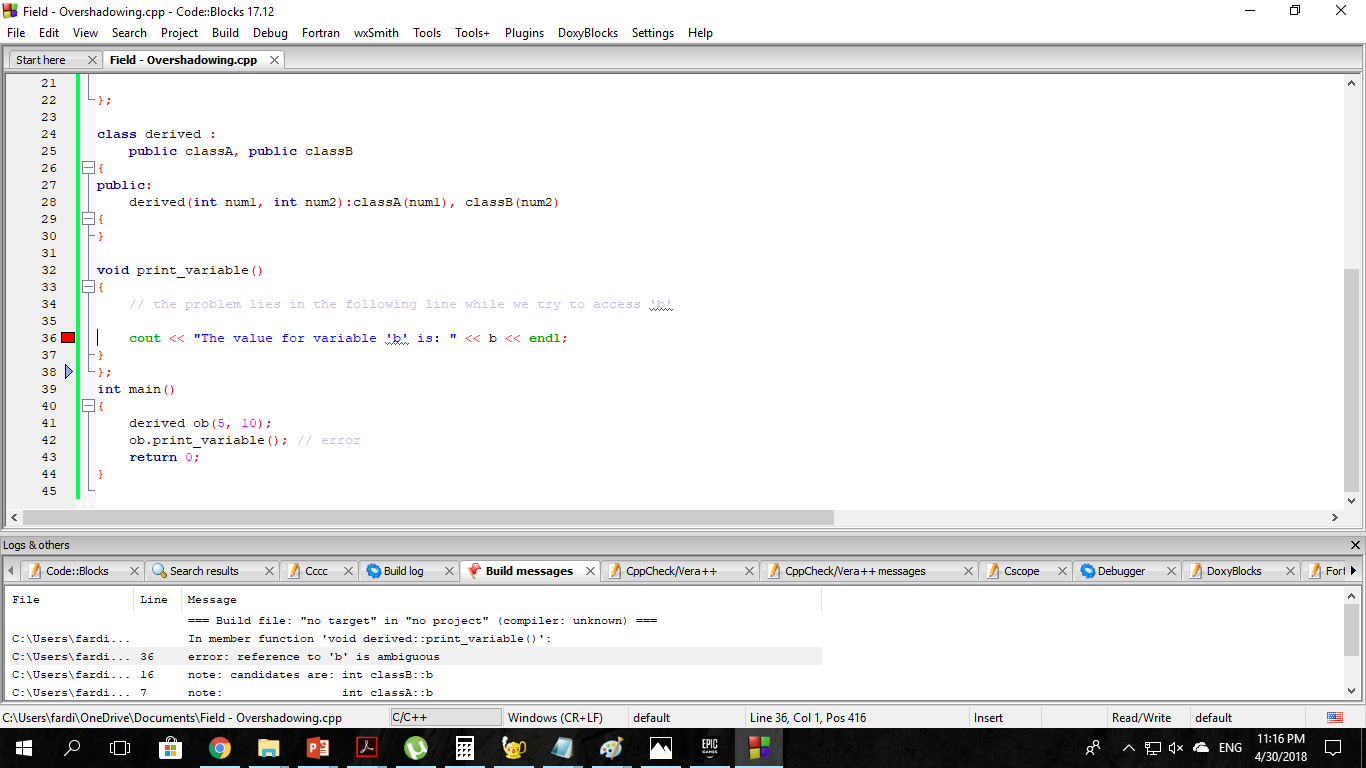 Field - Overshadowing.cpp - Code::Blocks 17.12
File Edit View Search Project Build Debug Fortran wxSmith Tools Tools+ Plugins DoxyBlocks Settings Help
Start here Field - Overshadowing.cpp
21
22 };
23
24 class derived :
25 public classA, public classB
26 {
27 public:
28 derived(int num1, int num2):classA(num1), classB(num2)
29 {
30 }
31
32 void print_variable()
33 {
34 // the problem lies in the following line while we try to access 'b'
35
36 cout << "The value for variable 'b' is: " << b << endl;
37 }
38 };
39 int main()
40 {
41 derived ob(5, 10);
42 ob.print_variable(); // error
43 return 0;
44 }
45
Logs & others
Code::Blocks Search results Cccc Build log Build messages CppCheck/Vera++ CppCheck/Vera++ messages Cscope Debugger DoxyBlocks Fort
File Line Message
=== Build file: "no target" in "no project" (compiler: unknown) ===
C:\Users\fardi... In member function 'void derived::print_variable()':
C:\Users\fardi... 36 error: reference to 'b' is ambiguous
C:\Users\fardi... 16 note: candidates are: int classB::b
C:\Users\fardi... 7 note: int classA::b
C:\Users\fardi\OneDrive\Documents\Field - Overshadowing.cpp C/C++ Windows (CR+LF) default Line 36, Col 1, Pos 416 Insert Read/Write default
EPIC GAMES ENG 11:16 PM
4/30/2018